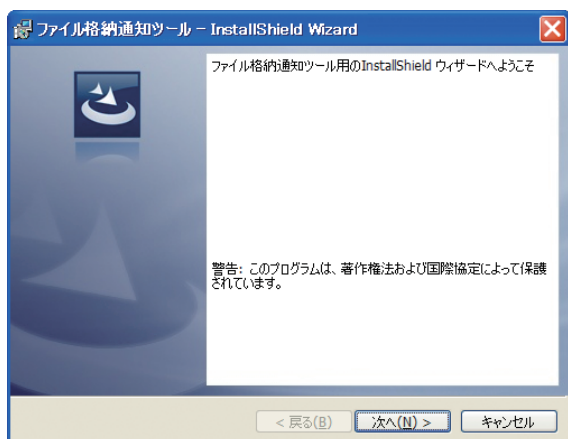 ファイル格納通知ツール - InstallShield Wizard
ファイル格納通知ツール用のInstallShield ウィザードへようこそ
警告: このプログラムは、著作権法および国際協定によって保護
されています。
< 戻る(B)
次へ(N) >
キャンセル